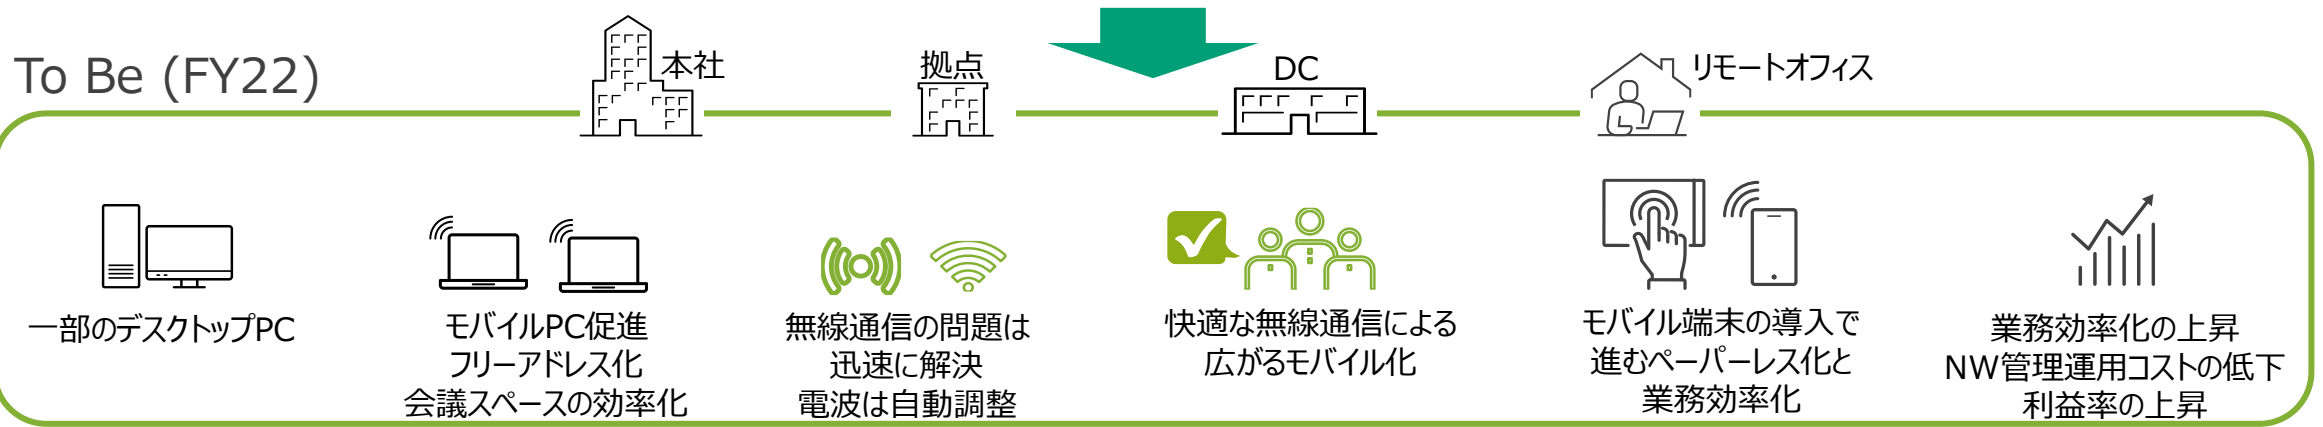 To Be (FY22)
本社
拠点
DC
リモートオフィス
一部のデスクトップPC
モバイルPC促進
フリーアドレス化
会議スペースの効率化
無線通信の問題は
迅速に解決
電波は自動調整
快適な無線通信による
広がるモバイル化
モバイル端末の導入で
進むペーパーレス化と
業務効率化
業務効率化の上昇
NW管理運用コストの低下
利益率の上昇